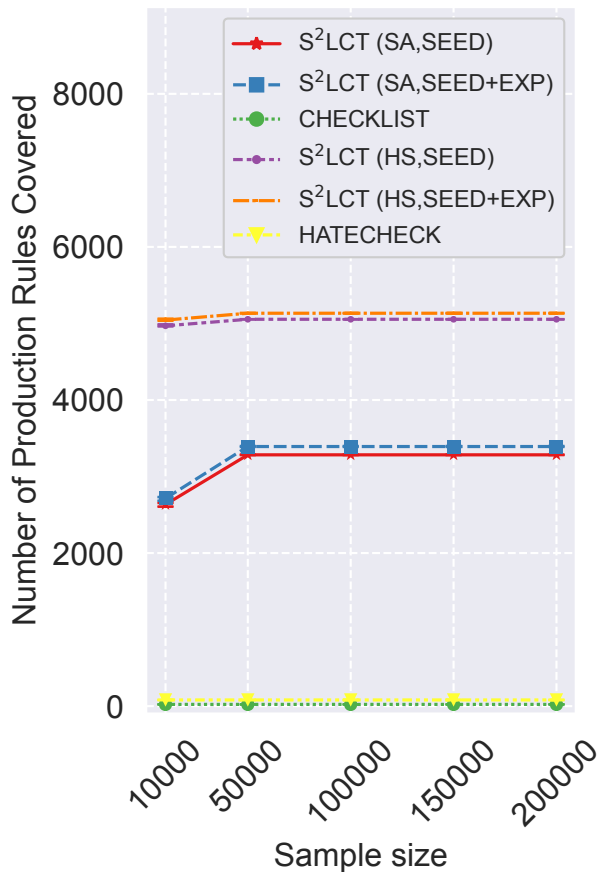 S²LCT (SA,SEED)
S²LCT (SA,SEED+EXP)
CHECKLIST
S²LCT (HS,SEED)
S²LCT (HS,SEED+EXP)
HATECHECK
Number of Production Rules Covered
8000
6000
4000
2000
0
10000
50000
100000
150000
200000
Sample size